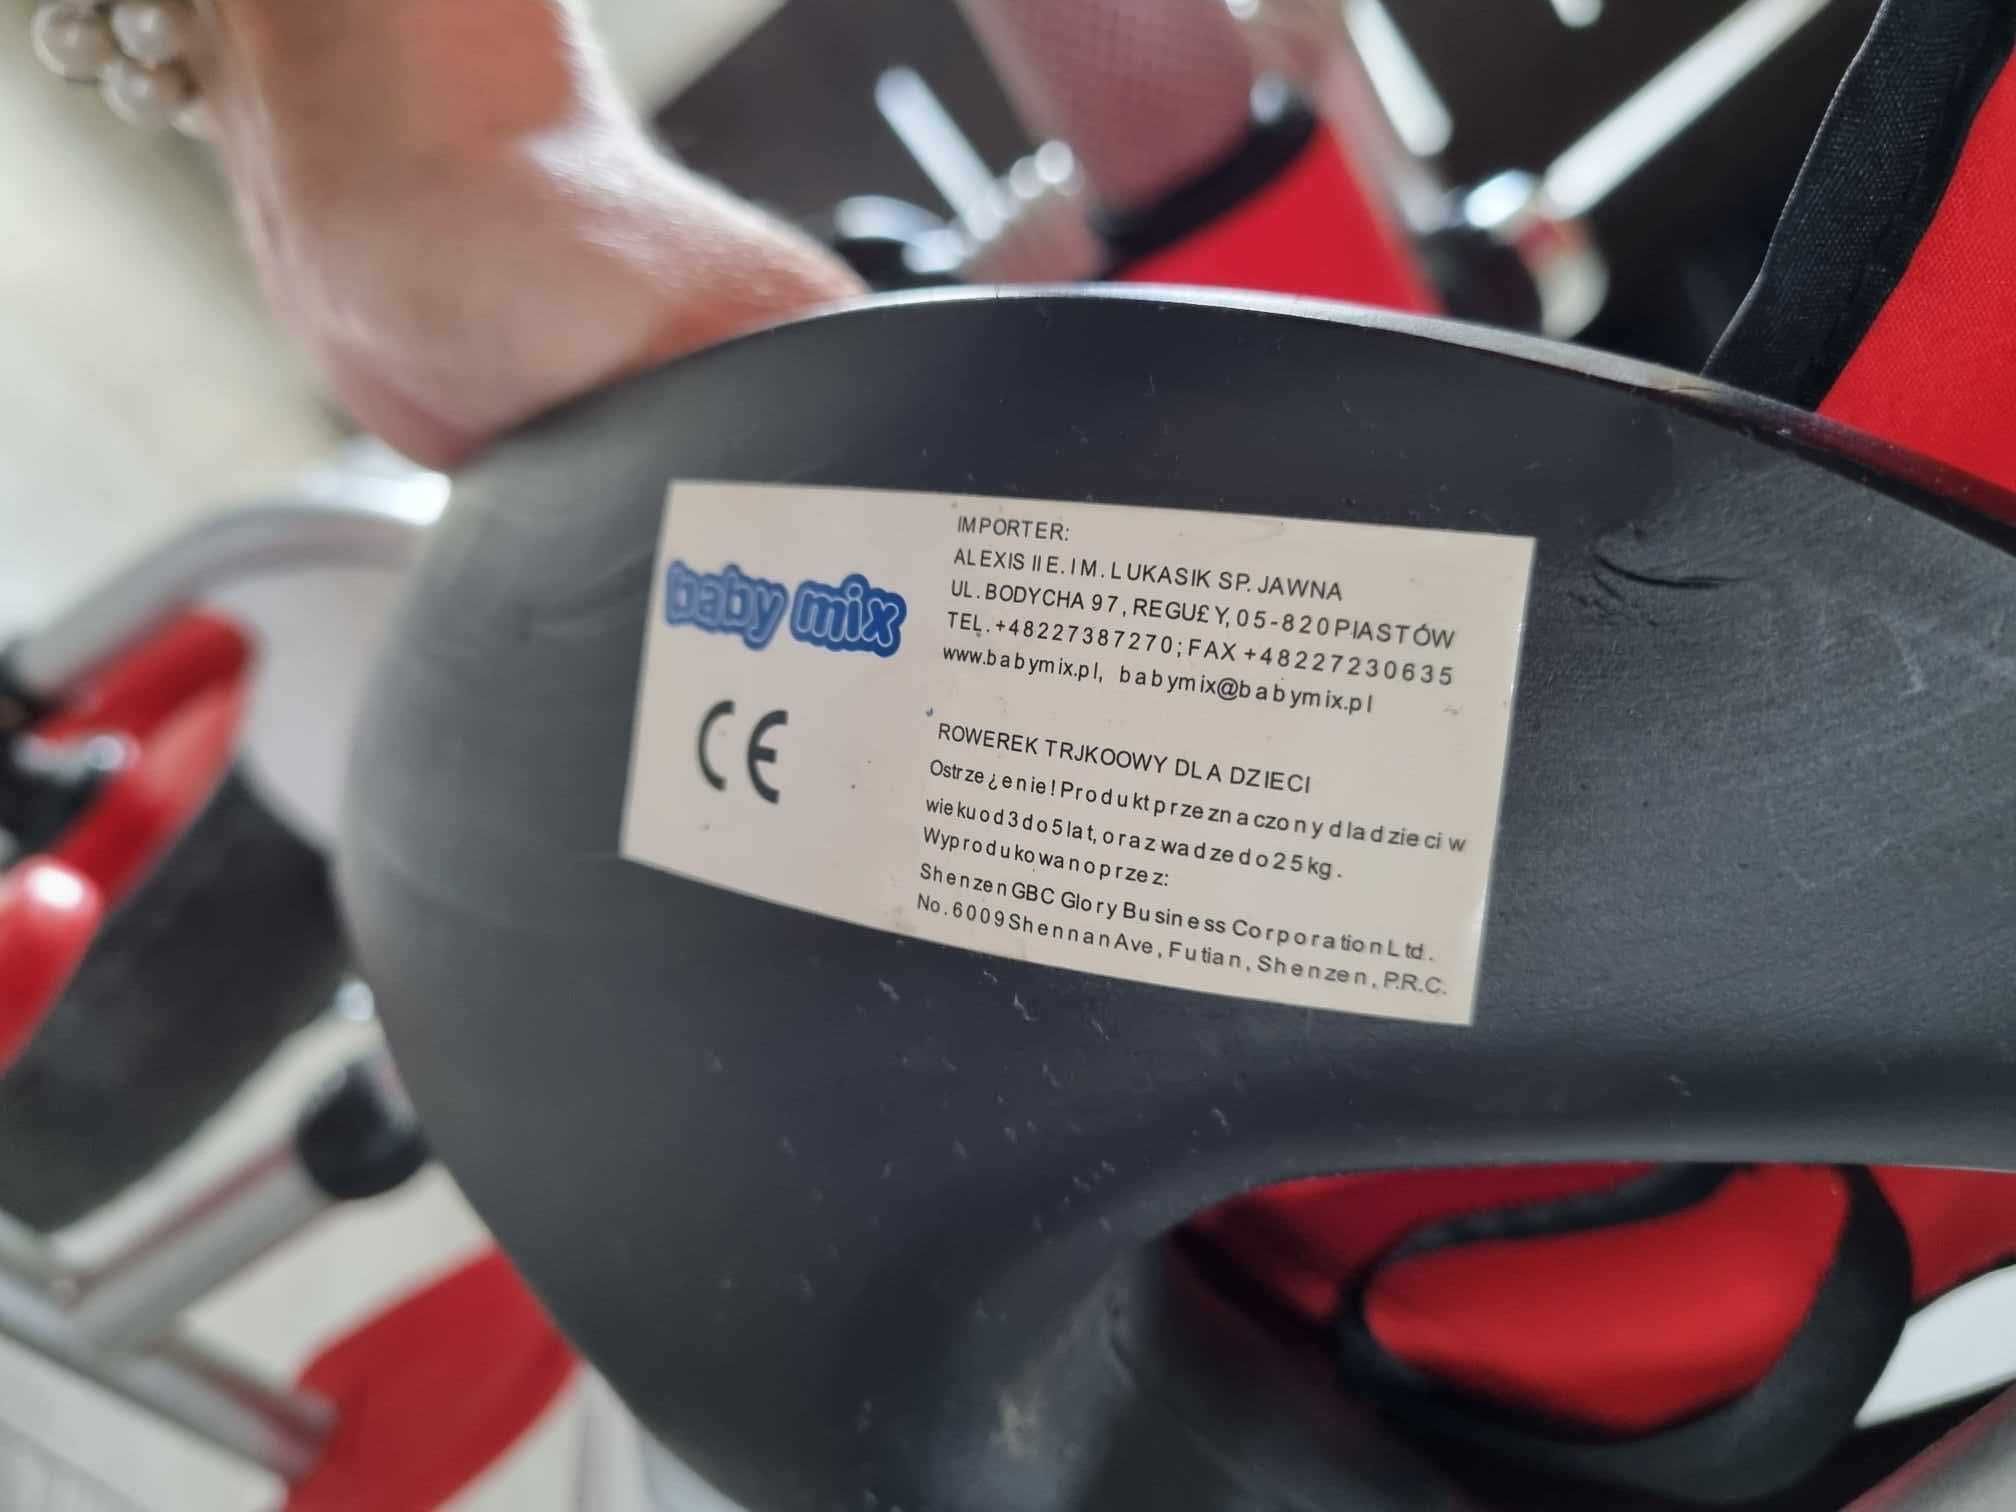 baby mix
CE
IMPORTER:
ALEXIS II E. I M. LUKASIK SP. JAWNA
UL. BODYCHA 97, REGU£Y, 05-820 PIASTÓW
TEL. +48227387270; FAX +48227230635
www.babymix.pl, babymix@babymix.pl
ROWEREK TRJKOOWY DLA DZIECI
Ostrze¿enie! Produkt przeznaczony dla dzieci w
wieku od 3 do 5 lat, oraz wadze do 25 kg.
Wyprodukowano przez:
Shenzen GBC Glory Business Corporation Ltd.
No. 6009 Shennan Ave, Futian, Shenzen, P.R.C.